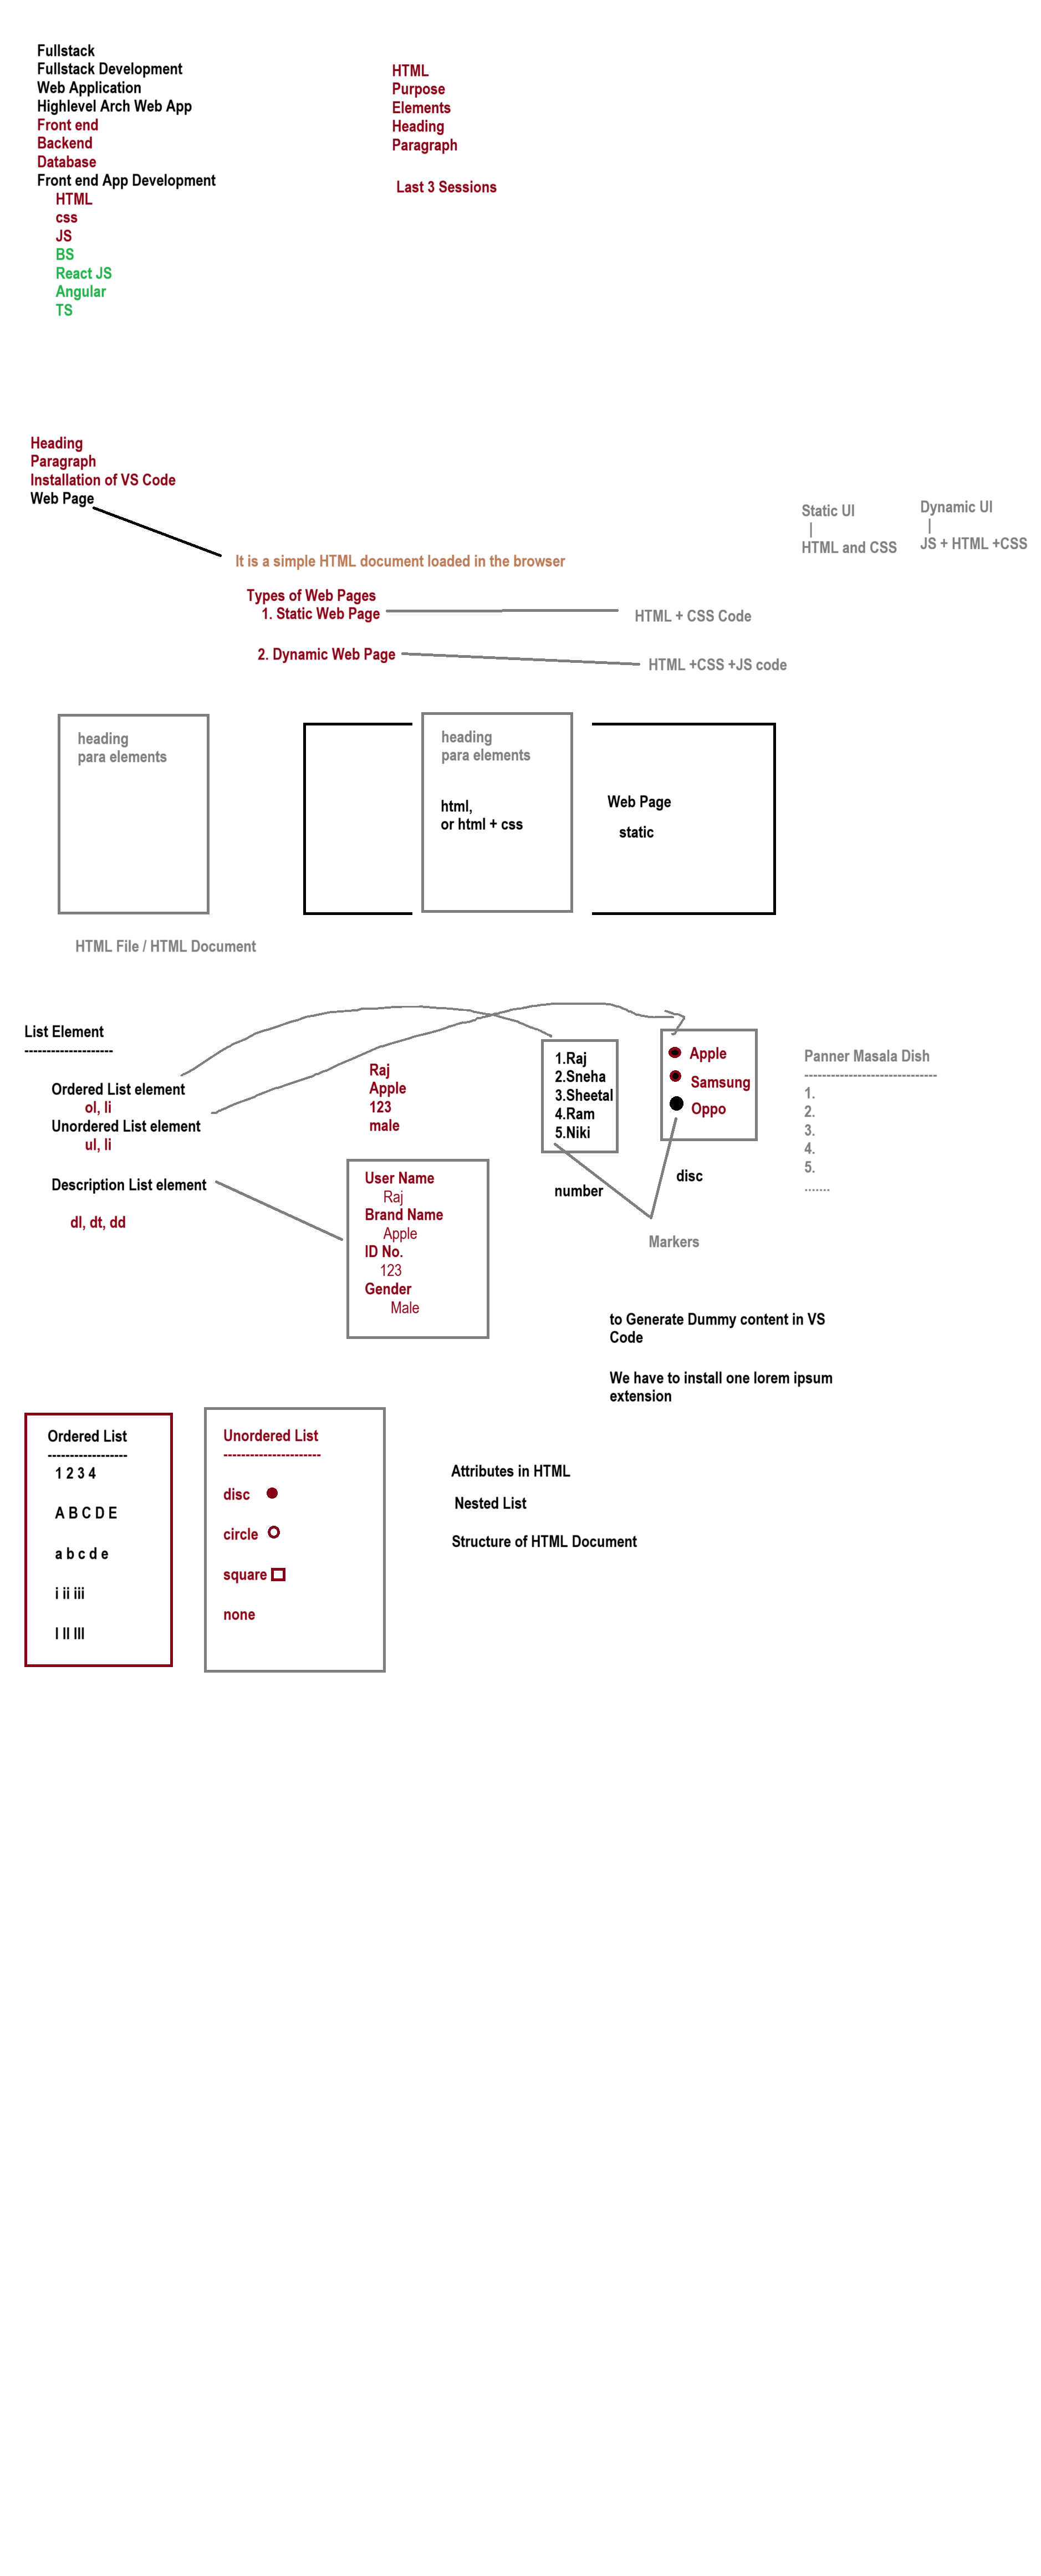 Fullstack
Fullstack Development
Web Application
Highlevel Arch Web App
Front end
Backend
Database
Front end App Development
HTML
css
JS
BS
React JS
Angular
TS
HTML
Purpose
Elements
Heading
Paragraph
Last 3 Sessions
Heading
Paragraph
Installation of VS Code
Web Page
It is a simple HTML document loaded in the browser
Types of Web Pages
1. Static Web Page
HTML + CSS Code
2. Dynamic Web Page
HTML +CSS +JS code
Static UI
|
HTML and CSS
Dynamic UI
|
JS + HTML +CSS
heading
para elements
HTML File / HTML Document
heading
para elements
html,
or html + css
Web Page
static
List Element
--------------------
Ordered List element
ol, li
Unordered List element
ul, li
Description List element
dl, dt, dd
Raj
Apple
123
male
User Name
Raj
Brand Name
Apple
ID No.
123
Gender
Male
1.Raj
2.Sneha
3.Sheetal
4.Ram
5.Niki
number
Apple
Samsung
Oppo
disc
Markers
Panner Masala Dish
------------------------------
1.
2.
3.
4.
5.
.......
to Generate Dummy content in VS
Code
We have to install one lorem ipsum
extension
Ordered List
------------------
1 2 3 4
A B C D E
a b c d e
i ii iii
I II III
Unordered List
----------------------
disc
circle
square
none
Attributes in HTML
Nested List
Structure of HTML Document